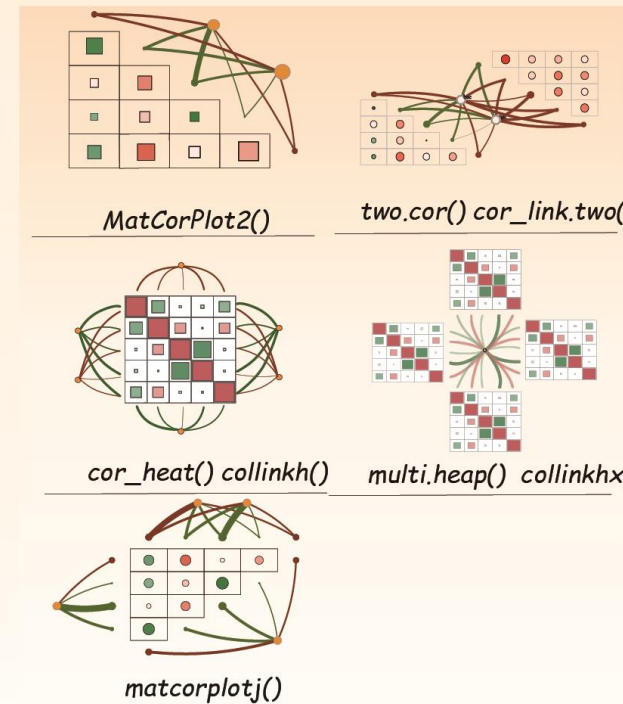 MatCorPlot2()
two.cor() cor_link.two(
cor_heat() collinkh()
multi.heap() collinkhx
matcorplotj()